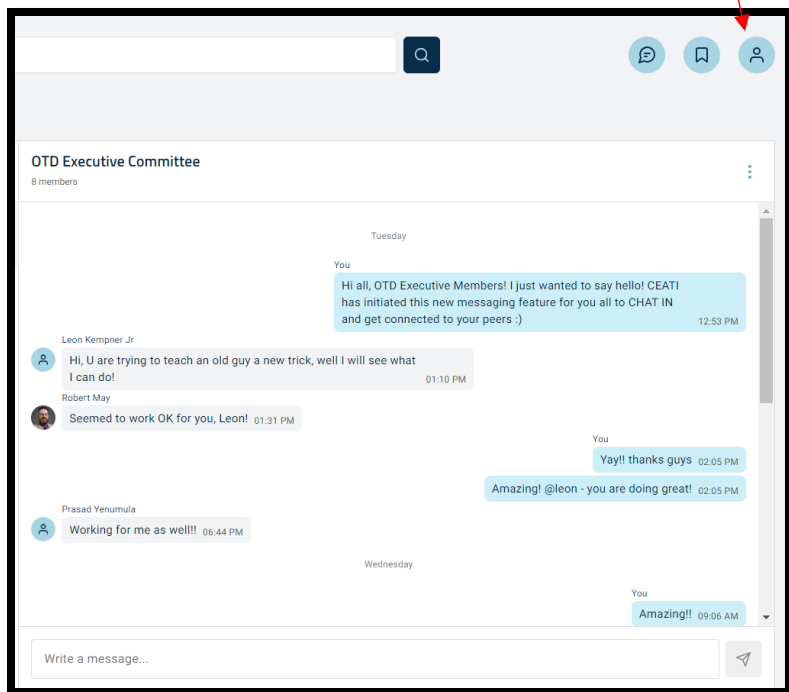 OTD Executive Committee
8 members
Tuesday
You
Hi all, OTD Executive Members! I just wanted to say hello! CEATI
has initiated this new messaging feature for you all to CHAT IN
and get connected to your peers :)
12:53 PM
Leon Kempner Jr
Hi, U are trying to teach an old guy a new trick, well I will see what
I can do!
01:10 PM
Robert May
Seemed to work OK for you, Leon! 01:31 PM
You
Yay!! thanks guys 02:05 PM
Amazing! @leon - you are doing great! 02:05 PM
Prasad Yenumula
Working for me as well!! 06:44 PM
Wednesday
You
Amazing!! 09:06 AM
Write a message...